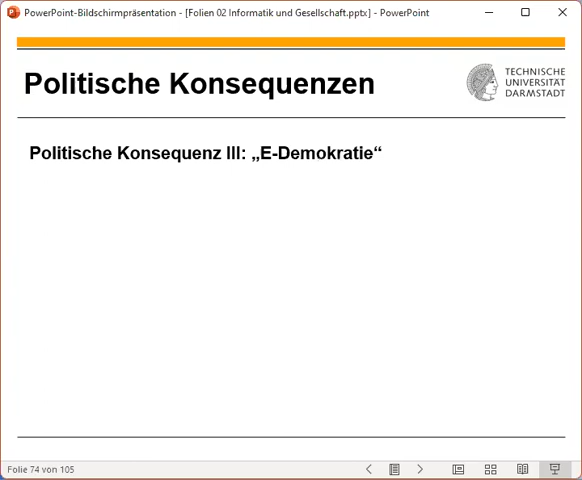 PowerPoint-Bildschirmpräsentation - [Folien 02 Informatik und Gesellschaft.pptx] - PowerPoint
Politische Konsequenzen
TECHNISCHE
UNIVERSITÄT
DARMSTADT
Politische Konsequenz III: „E-Demokratie“
Folie 74 von 105